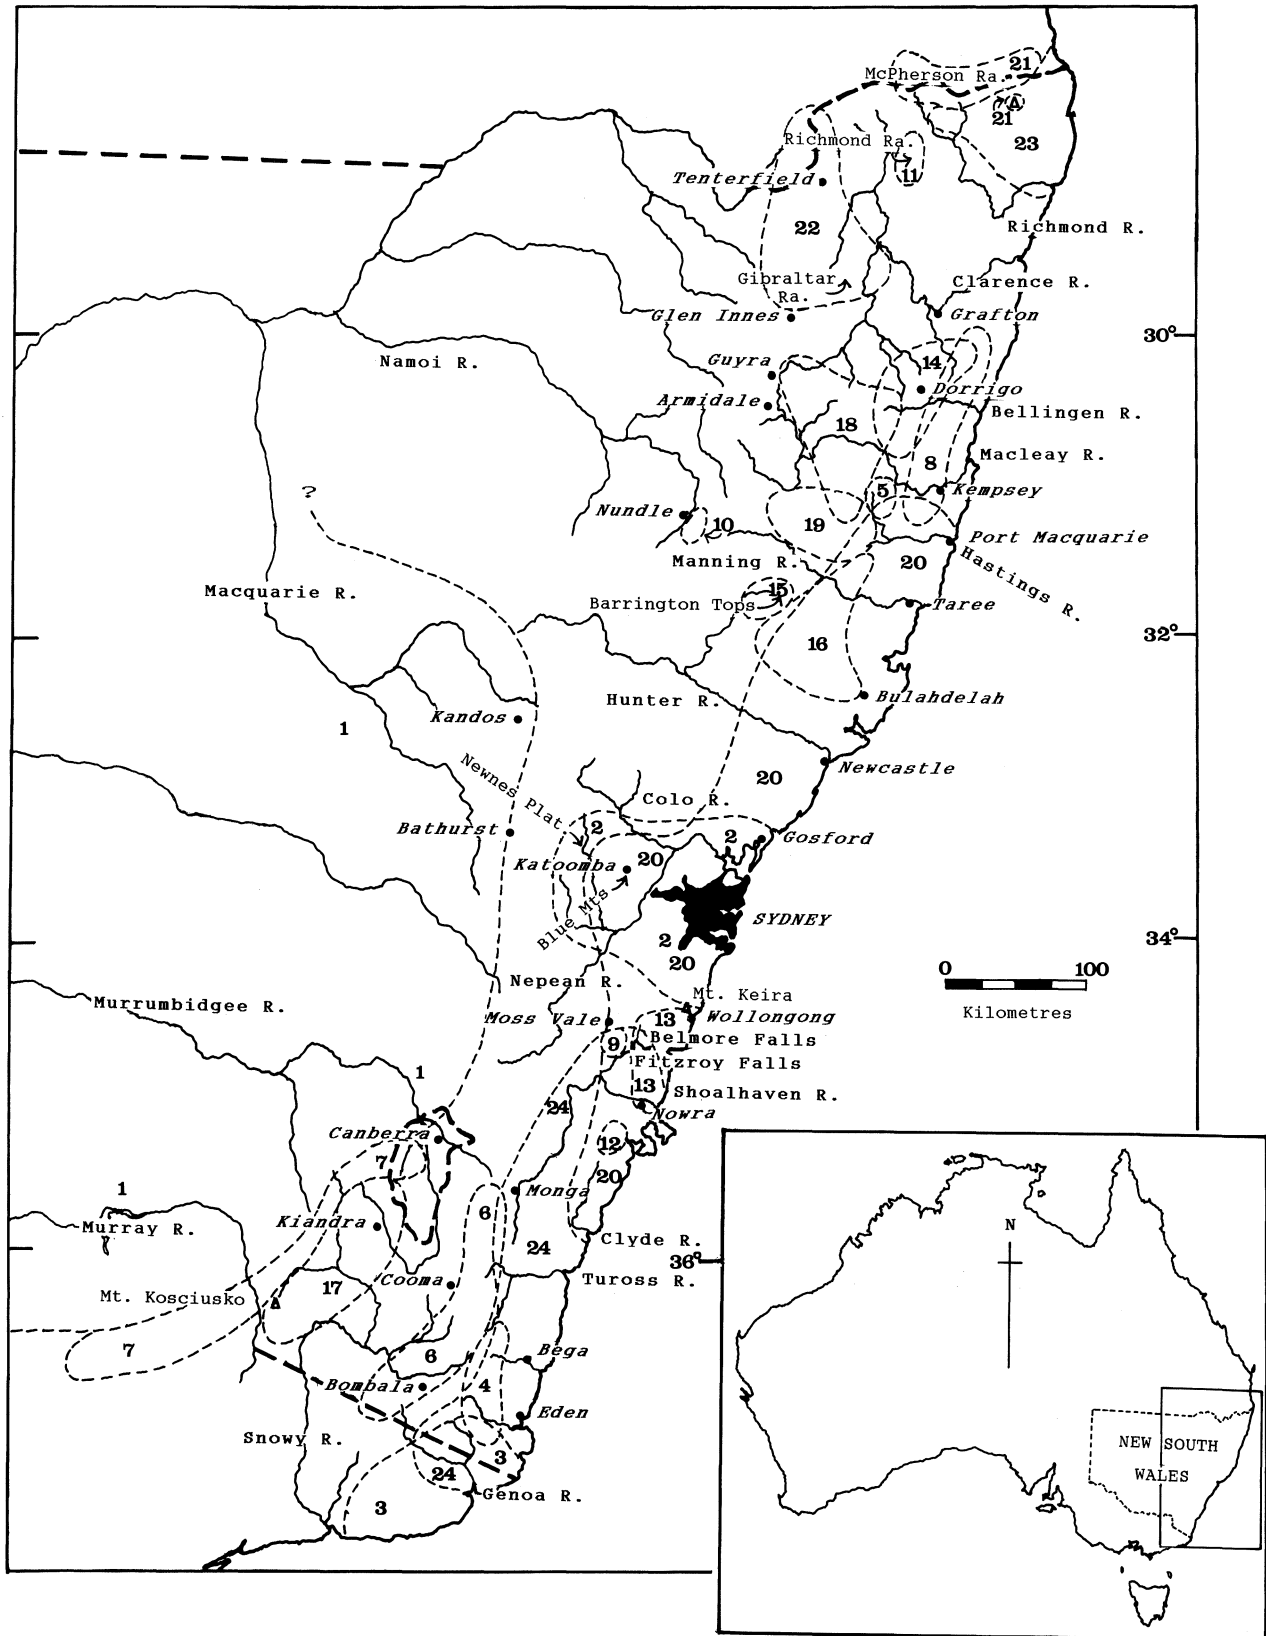 21
McPherson Ra.
21
23
Richmond Ra.
11
Tenterfield
22
Richmond R.
Gibraltar
Ra.
Clarence R.
Glen Innes
Grafton
30°
Namoi R.
Guyra
14
Dorrigo
Armidale
Bellingen R.
18
8
Macleay R.
?
5
Kempsey
Nundle
10
19
Port Macquarie
Manning R.
20
Hastings R.
Macquarie R.
15
Barrington Tops
Taree
32°
16
Hunter R.
Bulahdelah
Kandos
1
Newnes Plat
20
Newcastle
Colo R.
Bathurst
2
2
Gosford
Katoomba
20
Blue Mts
SYDNEY
2
34°
20
0 100
Kilometres
Nepean R.
Mt. Keira
Murrumbidgee R.
Moss Vale
13
Wollongong
9
Belmore Falls
Fitzroy Falls
1
13
Shoalhaven R.
24
Nowra
Canberra
12
7
20
1
Monga
Murray R.
Kiandra
6
24
Clyde R.
36°
Cooma
Tuross R.
Mt. Kosciusko
17
7
6
Bega
Bombala
4
Eden
Snowy R.
3
24
Genoa R.
3
N
NEW SOUTH
WALES